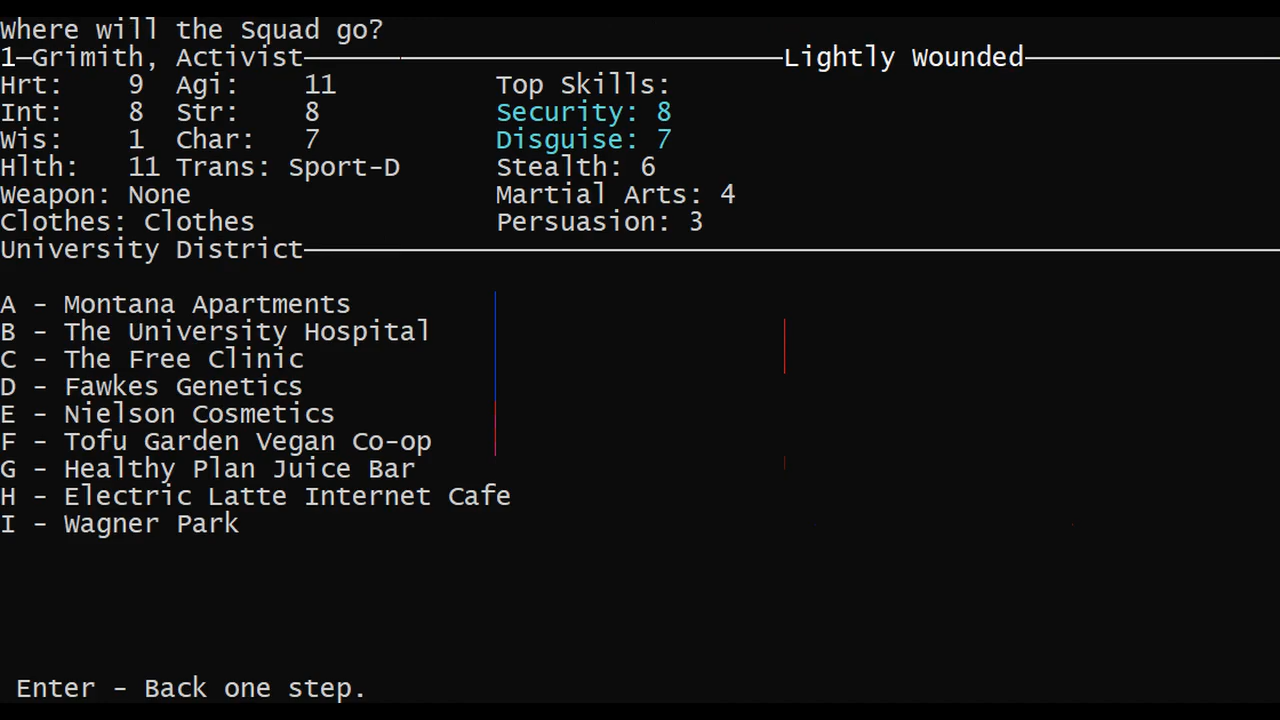 Where will the Squad go?
1—Grimith, Activist Lightly Wounded
Hrt: 9 Agi: 11 Top Skills:
Int: 8 Str: 8 Security: 8
Wis: 1 Char: 7 Disguise: 7
Hlth: 11 Trans: Sport-D Stealth: 6
Weapon: None Martial Arts: 4
Clothes: Clothes Persuasion: 3
University District
A - Montana Apartments
B - The University Hospital
C - The Free Clinic
D - Fawkes Genetics
E - Nielson Cosmetics
F - Tofu Garden Vegan Co-op
G - Healthy Plan Juice Bar
H - Electric Latte Internet Cafe
I - Wagner Park
Enter - Back one step.